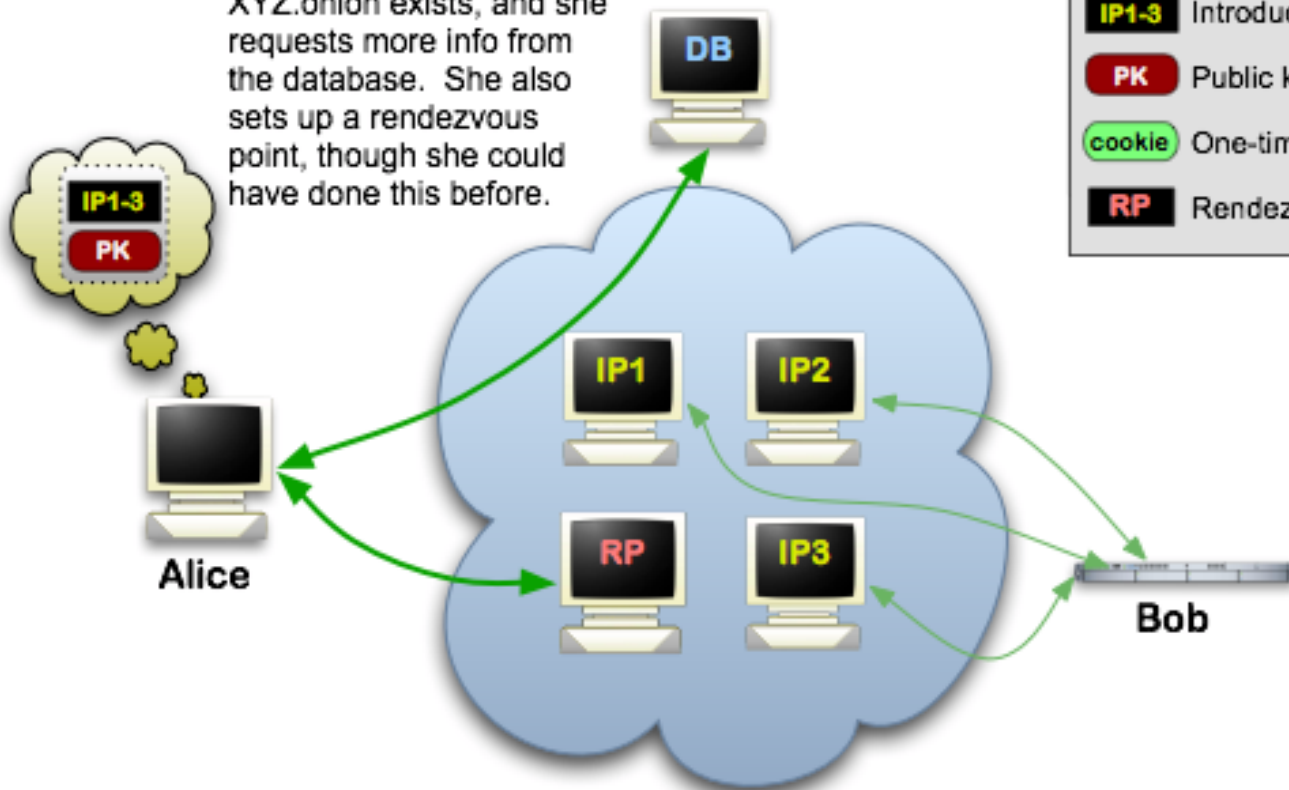 XYZ.onion exists, and she
requests more info from
the database. She also
sets up a rendezvous
point, though she could
have done this before.
DB
IP1-3
PK
IP1-3
PK Public
cookie
RP
IP1
IP2
RP
IP3
Alice
Bob